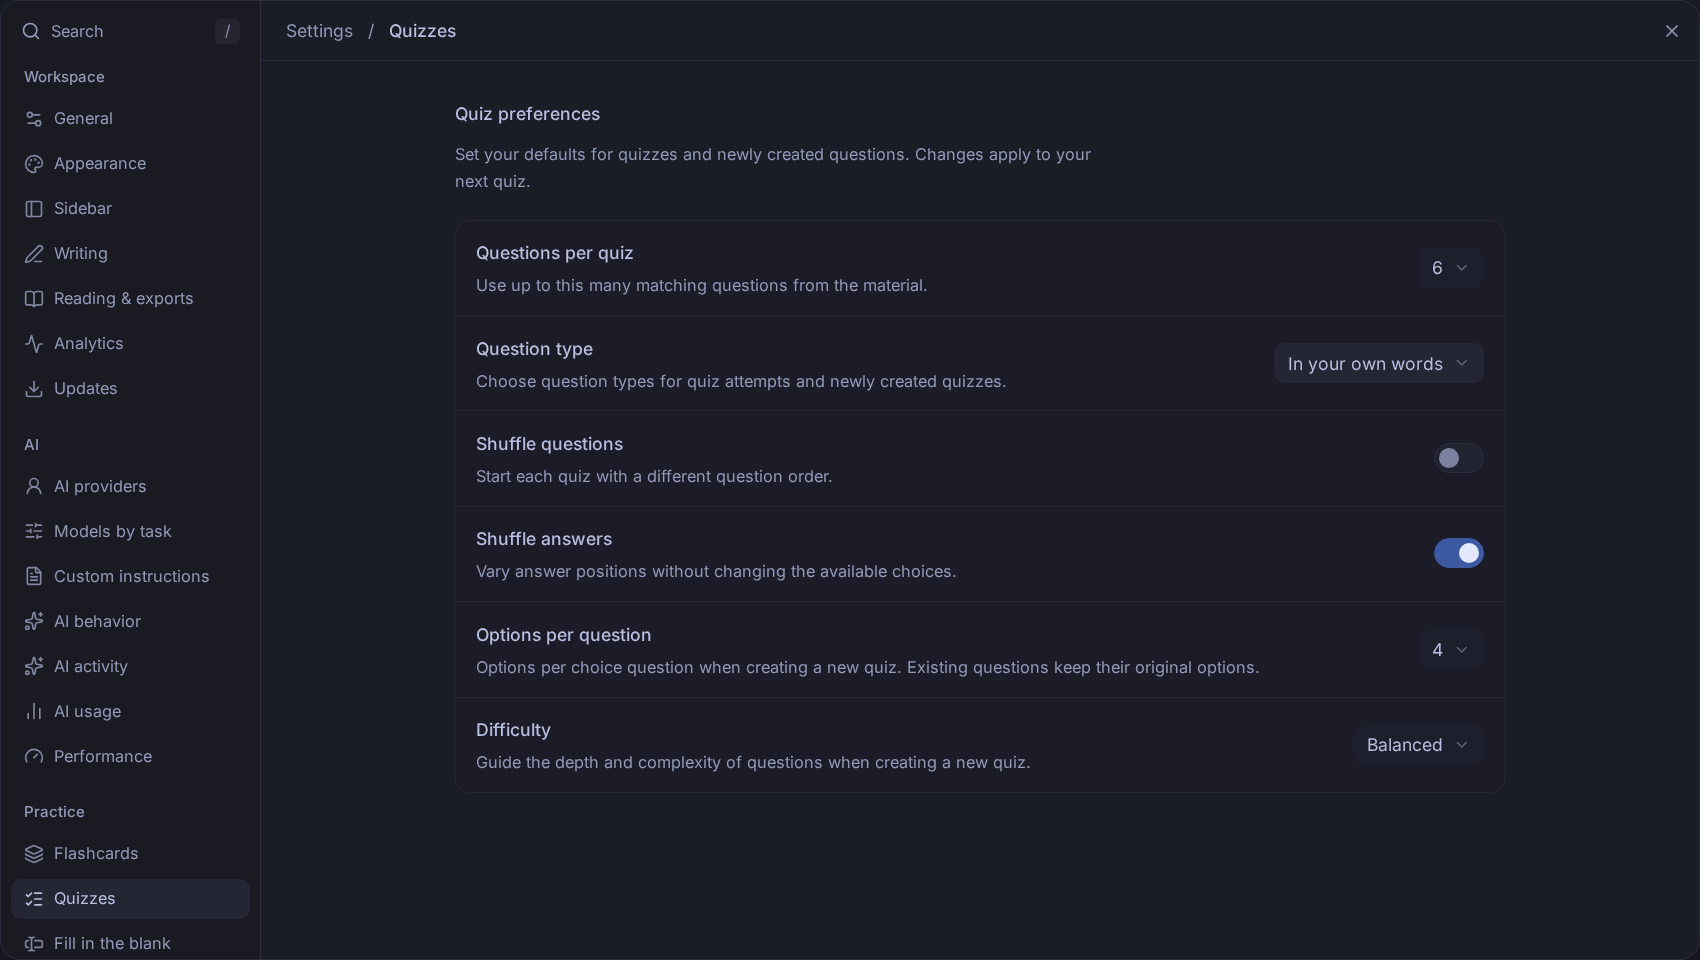 Search /
Workspace
General
Appearance
Sidebar
Writing
Reading & exports
Analytics
Updates
AI
AI providers
Models by task
Custom instructions
AI behavior
AI activity
AI usage
Performance
Practice
Flashcards
Quizzes
Fill in the blank
Settings / Quizzes
Quiz preferences
Set your defaults for quizzes and newly created questions. Changes apply to your
next quiz.
Questions per quiz
Use up to this many matching questions from the material.
6
Question type
Choose question types for quiz attempts and newly created quizzes.
In your own words
Shuffle questions
Start each quiz with a different question order.
Shuffle answers
Vary answer positions without changing the available choices.
Options per question
Options per choice question when creating a new quiz. Existing questions keep their original options.
4
Difficulty
Guide the depth and complexity of questions when creating a new quiz.
Balanced